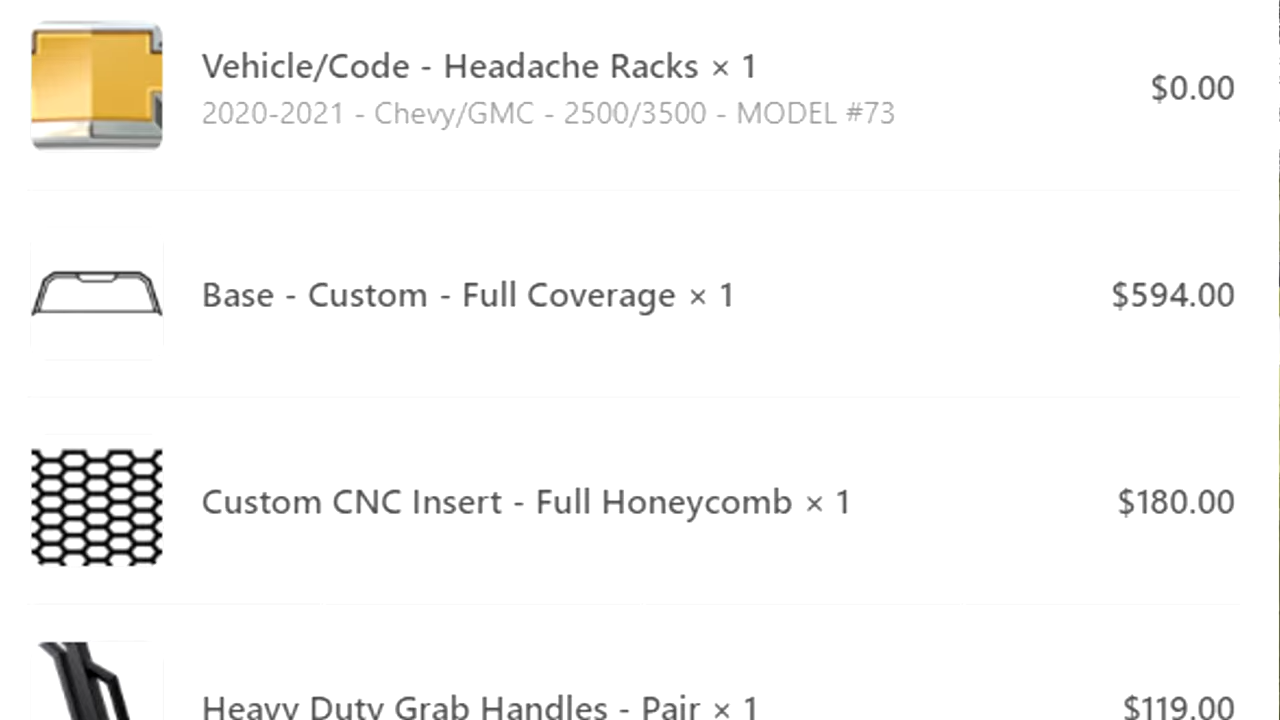 Vehicle/Code - Headache Racks × 1
$0.00
2020-2021 - Chevy/GMC - 2500/3500 - MODEL #73
Base - Custom - Full Coverage × 1
$594.00
Custom CNC Insert - Full Honeycomb × 1
$180.00
Heavy Duty Grab Handles - Pair × 1
$119.00